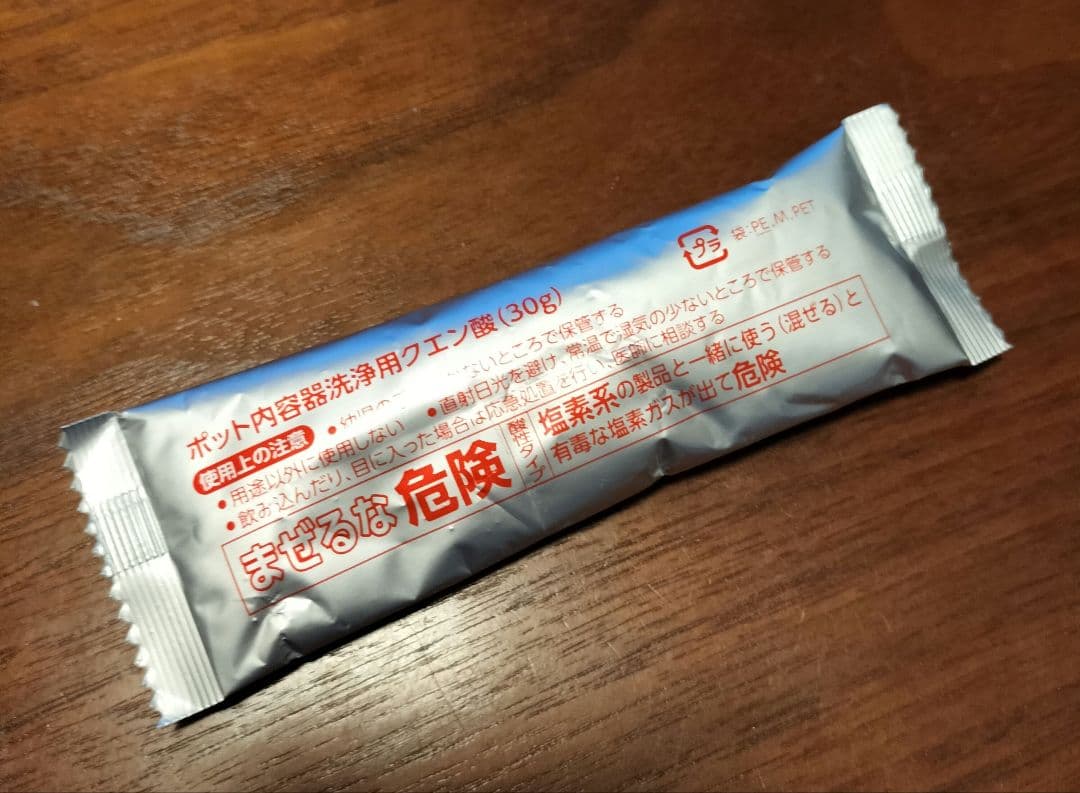 ポット内容器洗浄用クエン酸(30g)
プラ 袋:PE,M,PET
使用上の注意
・用途以外に使用しない ・幼児の ないところで保管する
・直射日光を避け、常温で湿気の少ないところで保管する
・飲み込んだり、目に入った場合は応急処置を行い、医師に相談する
まぜるな危険
酸性タイプ
塩素系の製品と一緒に使う(混ぜる)と
有毒な塩素ガスが出て危険